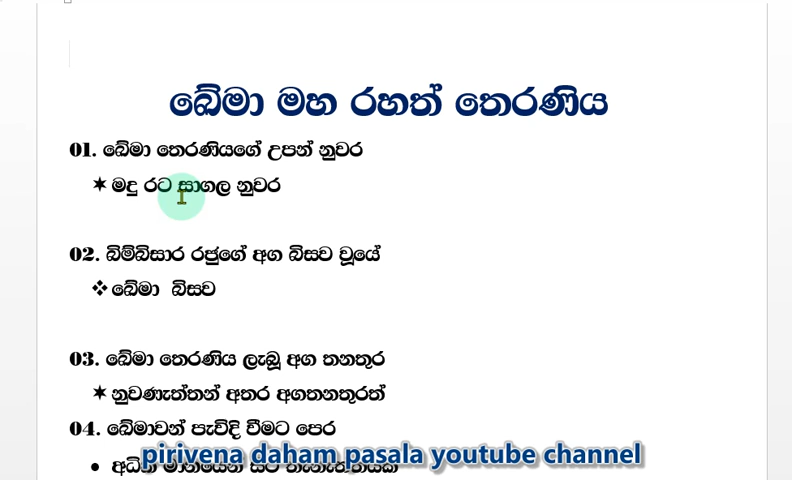 ඛේමා මහ රහත් තෙරණිය
01. ඛේමා තෙරණියගේ උපන් නුවර
✶ මදු රට සාගල නුවර
02. බිම්බිසාර රජුගේ අග බිසව වූයේ
❖ ඛේමා බිසව
03. ඛේමා තෙරණිය ලැබූ අග තනතුර
✶ නුවණැත්තන් අතර අගතනතුරත්
04. ඛේමාවන් පැවිදි වීමට පෙර
pirivena daham pasala youtube channel